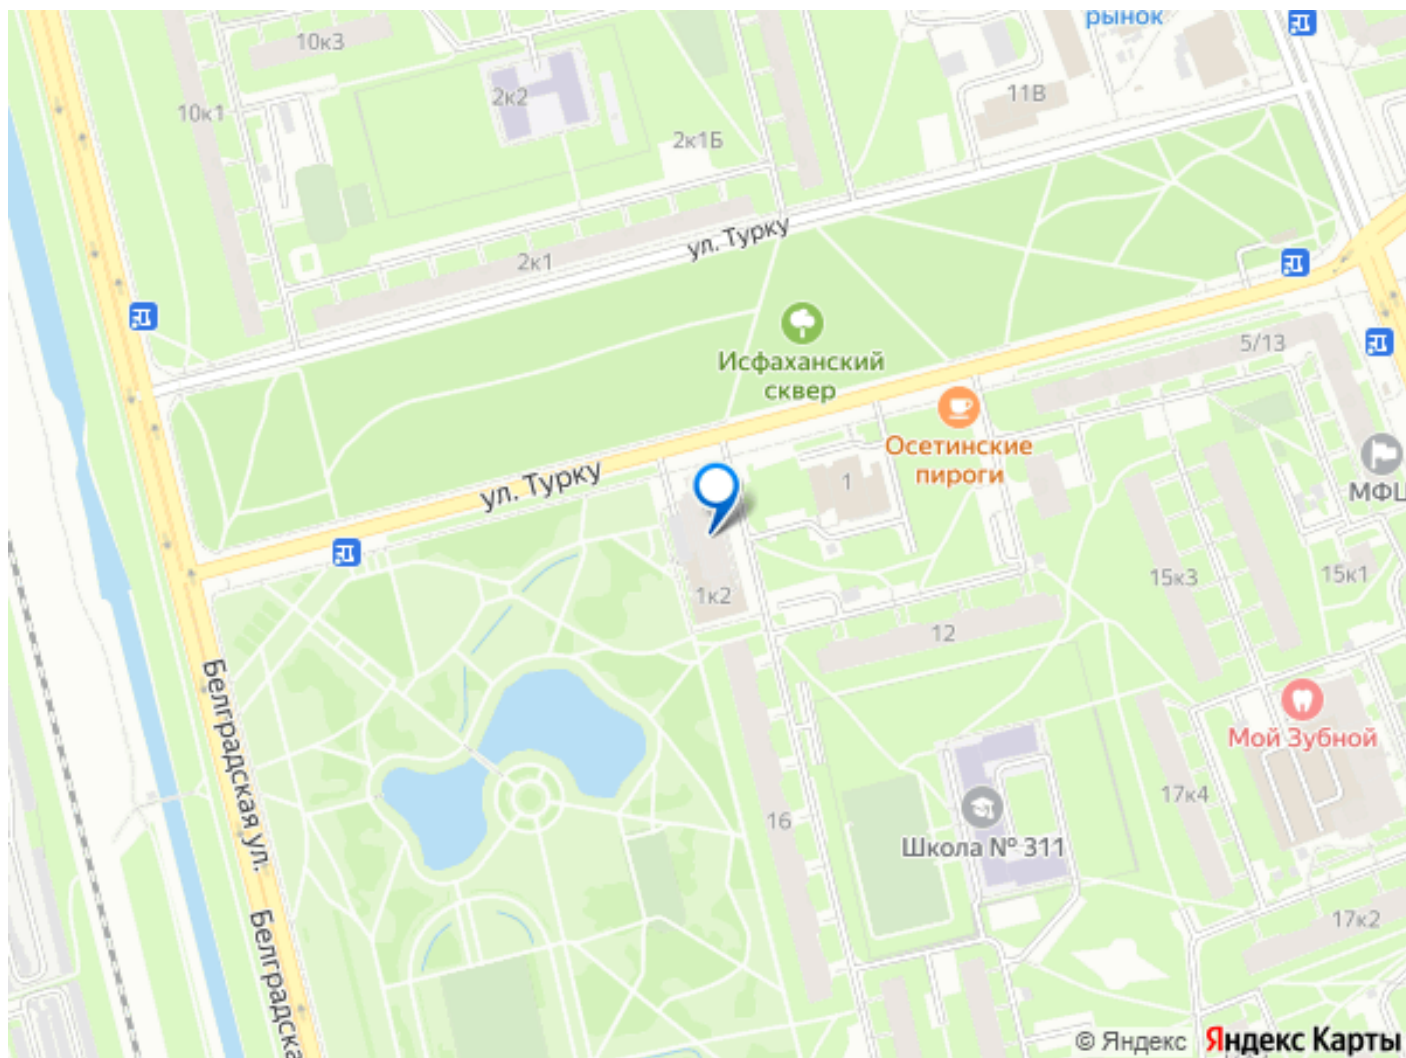 рынок
10к3
2к2
11В
10к1
2к1Б
ул. Турку
2к1
Исфаханский
сквер
5/13
Осетинские
пироги
МФЦ
ул. Турку
1
1к2
15к3
15к1
12
Белградская ул.
Мой Зубной
17к4
16
Школа № 311
17к2
Белградска
© Яндекс
Яндекс Карты